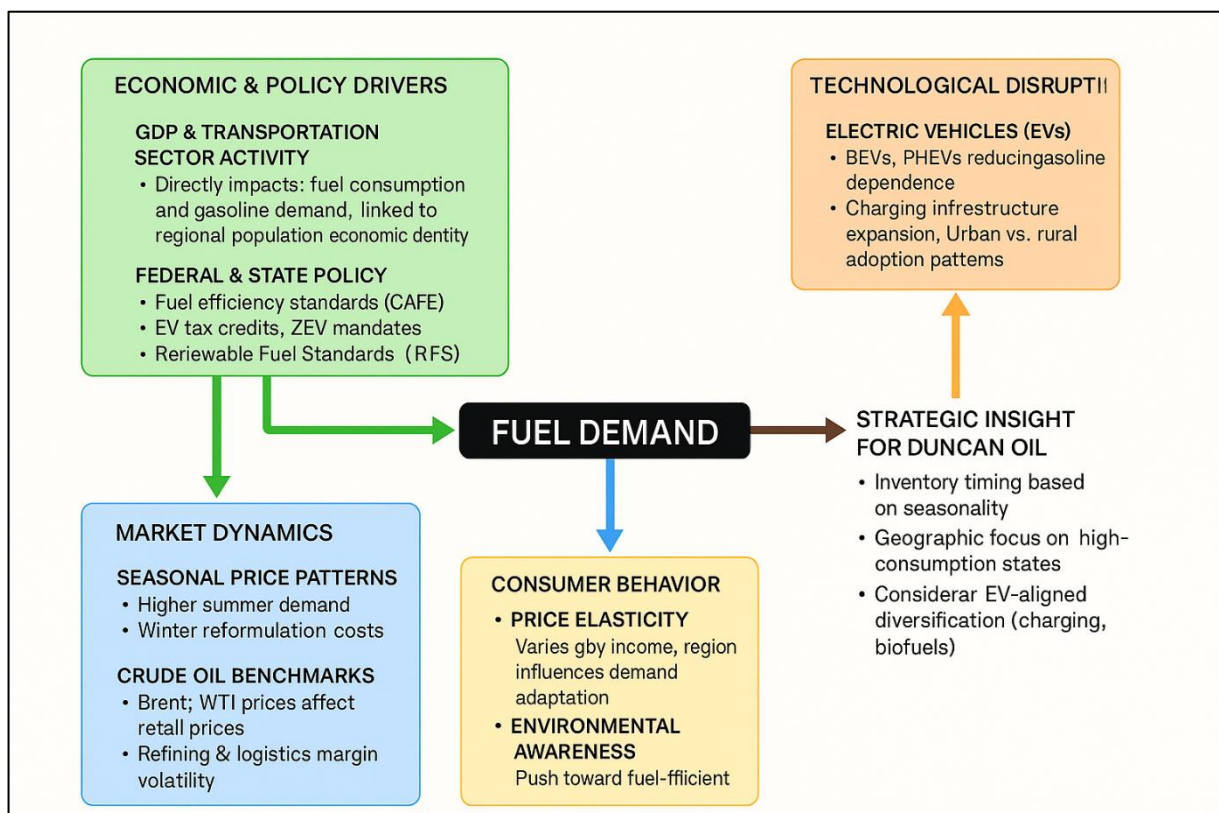 ECONOMIC & POLICY DRIVERS
GDP & TRANSPORTATION
SECTOR ACTIVITY
• Directly impacts: fuel consumption
and gasoline demand, linked to
regional population economic dentity
FEDERAL & STATE POLICY
• Fuel efficiency standards (CAFE)
• EV tax credits, ZEV mandates
• Reriewable Fuel Standards (RFS)
TECHNOLOGICAL DISRUPTI
ELECTRIC VEHICLES (EVs)
• BEVs, PHEVs reducingasoline
dependence
• Charging infrestructure
expansion, Urban vs. rural
adoption patterns
FUEL DEMAND
STRATEGIC INSIGHT
FOR DUNCAN OIL
• Inventory timing based
on seasonality
• Geographic focus on high-
consumption states
• Considerar EV-aligned
diversification (charging,
biofuels)
MARKET DYNAMICS
SEASONAL PRICE PATTERNS
• Higher summer demand
• Winter reformulation costs
CRUDE OIL BENCHMARKS
• Brent; WTI prices affect
retall prices
• Refining & logistics margin
volatility
CONSUMER BEHAVIOR
• PRICE ELASTICITY
Varies gby income, region
influences demand
adaptation
• ENVIRONMENTAL
AWARENESS
Push toward fuel-fficient